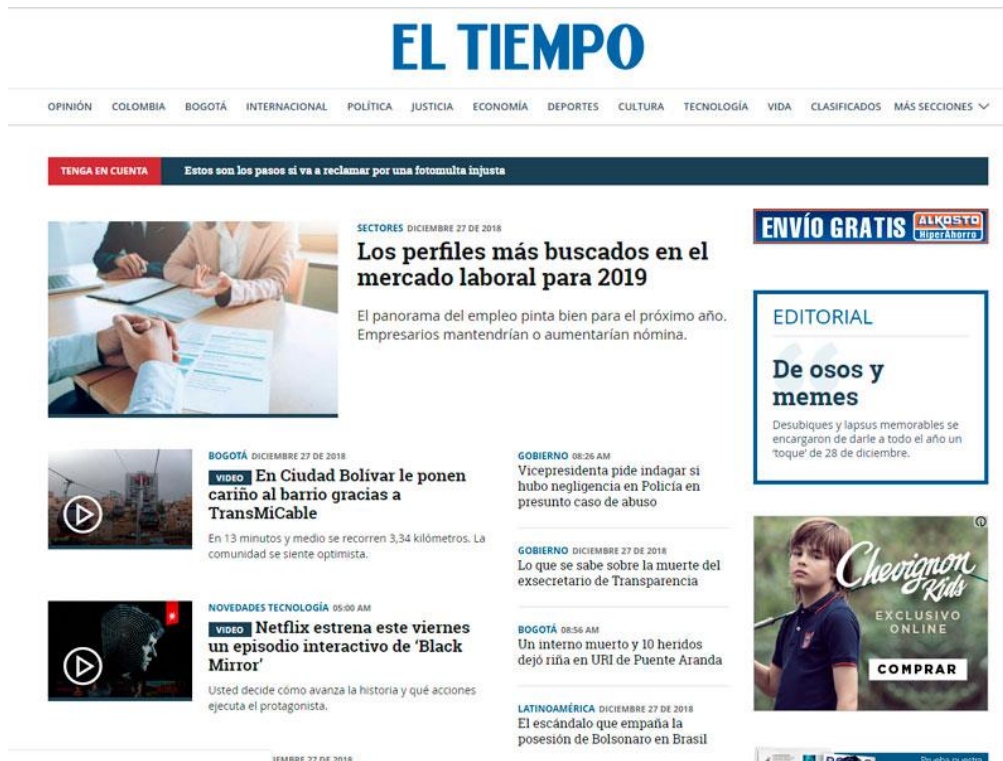 EL TIEMPO
OPINIÓN COLOMBIA BOGOTÁ INTERNACIONAL POLÍTICA JUSTICIA ECONOMÍA DEPORTES CULTURA TECNOLOGÍA VIDA CLASIFICADOS MÁS SECCIONES
TENGA EN CUENTA Estos son los pasos si va a reclamar por una fotomulta injusta
SECTORES DICIEMBRE 27 DE 2018
Los perfiles más buscados en el
mercado laboral para 2019
El panorama del empleo pinta bien para el próximo año.
Empresarios mantendrían o aumentarían nómina.
BOGOTÁ DICIEMBRE 27 DE 2018
VIDEO En Ciudad Bolívar le ponen
cariño al barrio gracias a
TransMiCable
En 13 minutos y medio se recorren 3,34 kilómetros. La
comunidad se siente optimista.
NOVEDADES TECNOLOGÍA 05:00 AM
VIDEO Netflix estrena este viernes
un episodio interactivo de ‘Black
Mirror’
Usted decide cómo avanza la historia y qué acciones
ejecuta el protagonista.
IEMBRE 27 DE 2018
GOBIERNO 08:26 AM
Vicepresidenta pide indagar si
hubo negligencia en Policía en
presunto caso de abuso
GOBIERNO DICIEMBRE 27 DE 2018
Lo que se sabe sobre la muerte del
exsecretario de Transparencia
BOGOTÁ 08:56 AM
Un interno muerto y 10 heridos
dejó riña en URI de Puente Aranda
LATINOAMÉRICA DICIEMBRE 27 DE 2018
El escándalo que empaña la
posesión de Bolsonaro en Brasil
ENVÍO GRATIS ALKOSTO
HiperAhorro
EDITORIAL
De osos y
memes
Desubiques y lapsus memorables se
encargaron de darle a todo el año un
‘toque’ de 28 de diciembre.
Chevignon
Kids
EXCLUSIVO
ONLINE
COMPRAR